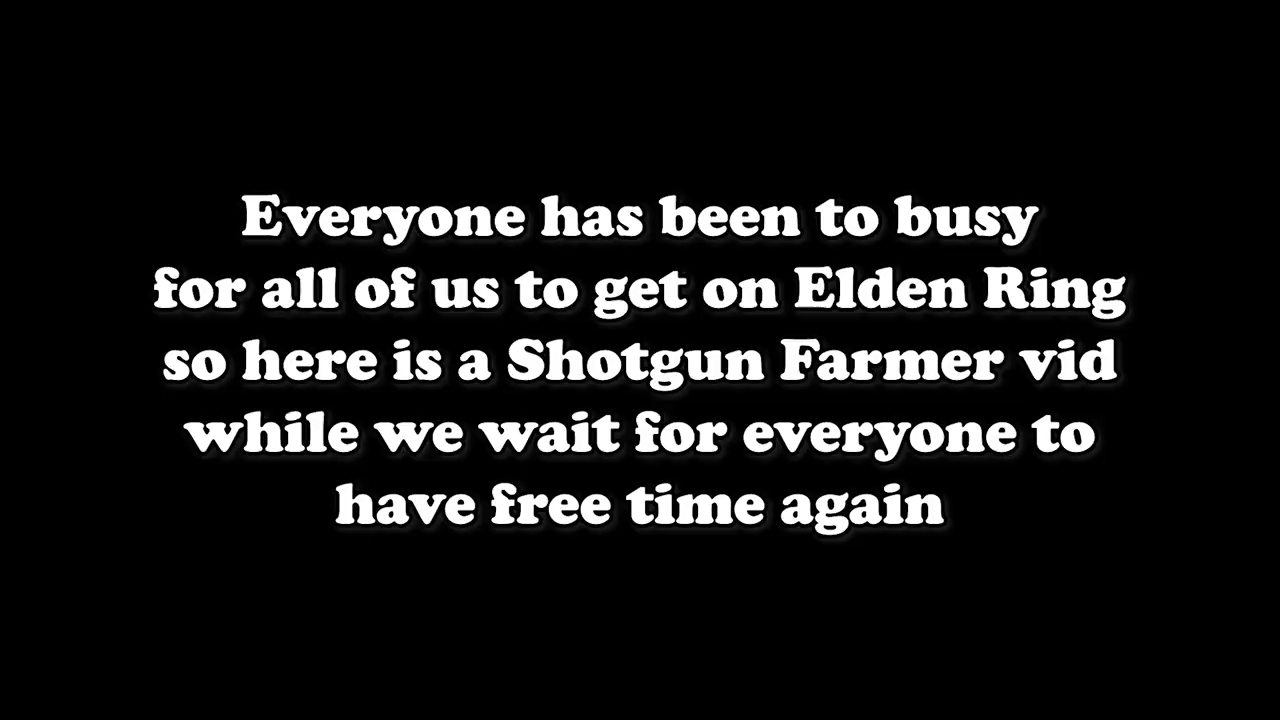 Everyone has been to busy
for all of us to get on Elden Ring
so here is a Shotgun Farmer vid
while we wait for everyone to
have free time again